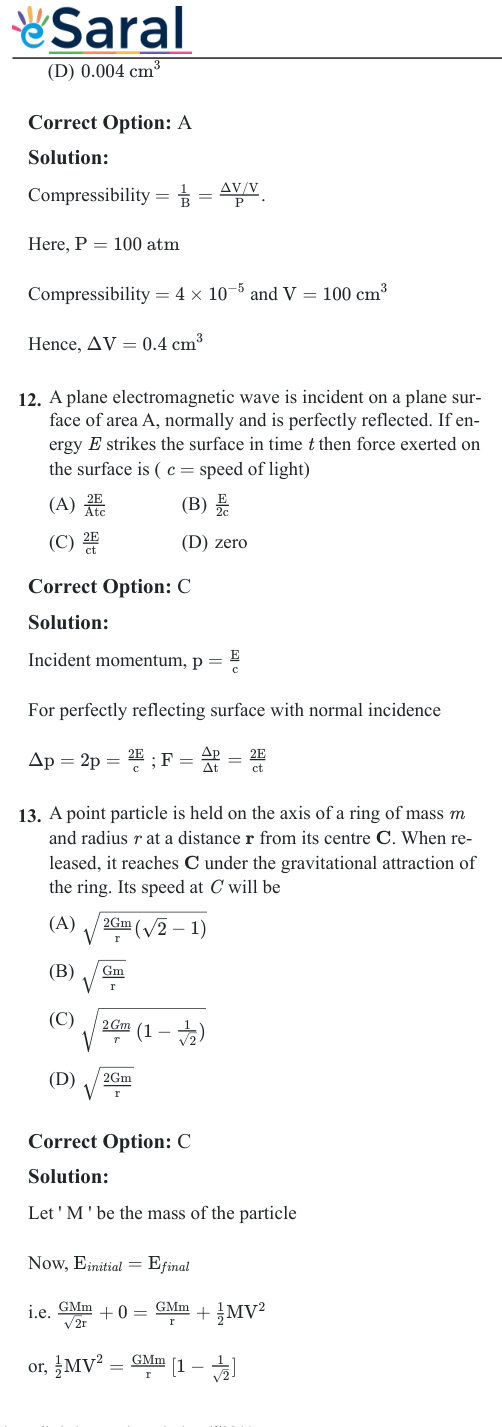 eSaral
(D) 0.004 cm³
Correct Option: A
Solution:
Compressibility = 1/B = (ΔV/V)/P.
Here, P = 100 atm
Compressibility = 4 × 10⁻⁵ and V = 100 cm³
Hence, ΔV = 0.4 cm³
12. A plane electromagnetic wave is incident on a plane sur-
face of area A, normally and is perfectly reflected. If en-
ergy E strikes the surface in time t then force exerted on
the surface is ( c = speed of light)
(A) 2E/Atc (B) E/2c
(C) 2E/ct (D) zero
Correct Option: C
Solution:
Incident momentum, p = E/c
For perfectly reflecting surface with normal incidence
Δp = 2p = 2E/c ; F = Δp/Δt = 2E/ct
13. A point particle is held on the axis of a ring of mass m
and radius r at a distance r from its centre C. When re-
leased, it reaches C under the gravitational attraction of
the ring. Its speed at C will be
(A) √(2Gm/r (√2 − 1))
(B) √(Gm/r)
(C) √(2Gm/r (1 − 1/√2))
(D) √(2Gm/r)
Correct Option: C
Solution:
Let ' M ' be the mass of the particle
Now, E_initial = E_final
i.e. GMm/√2r + 0 = GMm/r + 1/2 MV²
or, 1/2 MV² = GMm/r [1 − 1/√2]